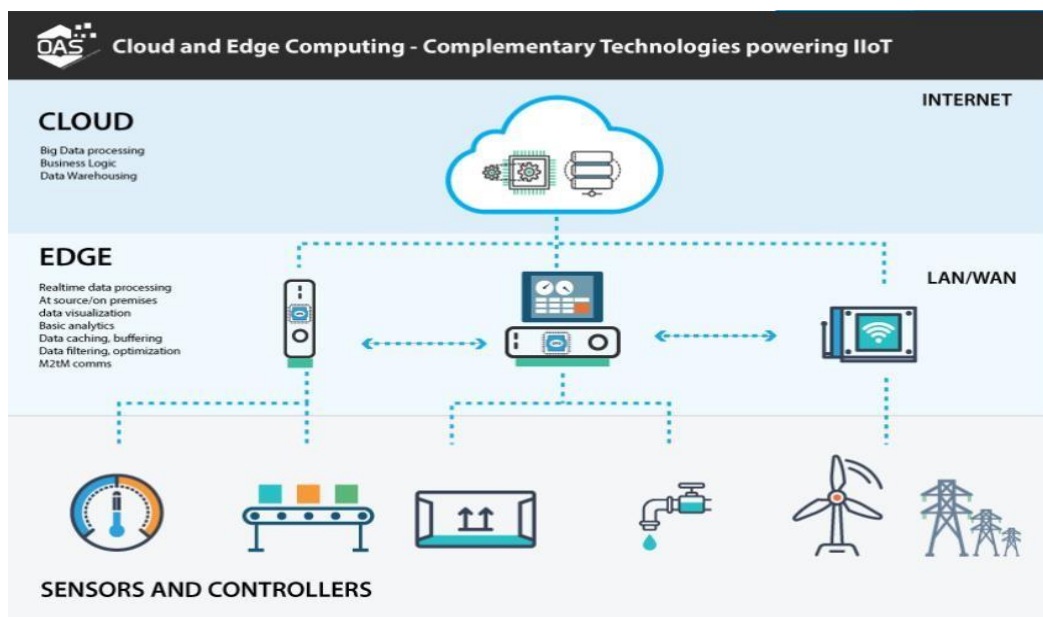 OAS
Cloud and Edge Computing - Complementary Technologies powering IIoT
INTERNET
CLOUD
Big Data processing
Business Logic
Data Warehousing
EDGE
LAN/WAN
Realtime data processing
At source/on premises
data visualization
Basic analytics
Data caching, buffering
Data filtering, optimization
M2tM comms
SENSORS AND CONTROLLERS